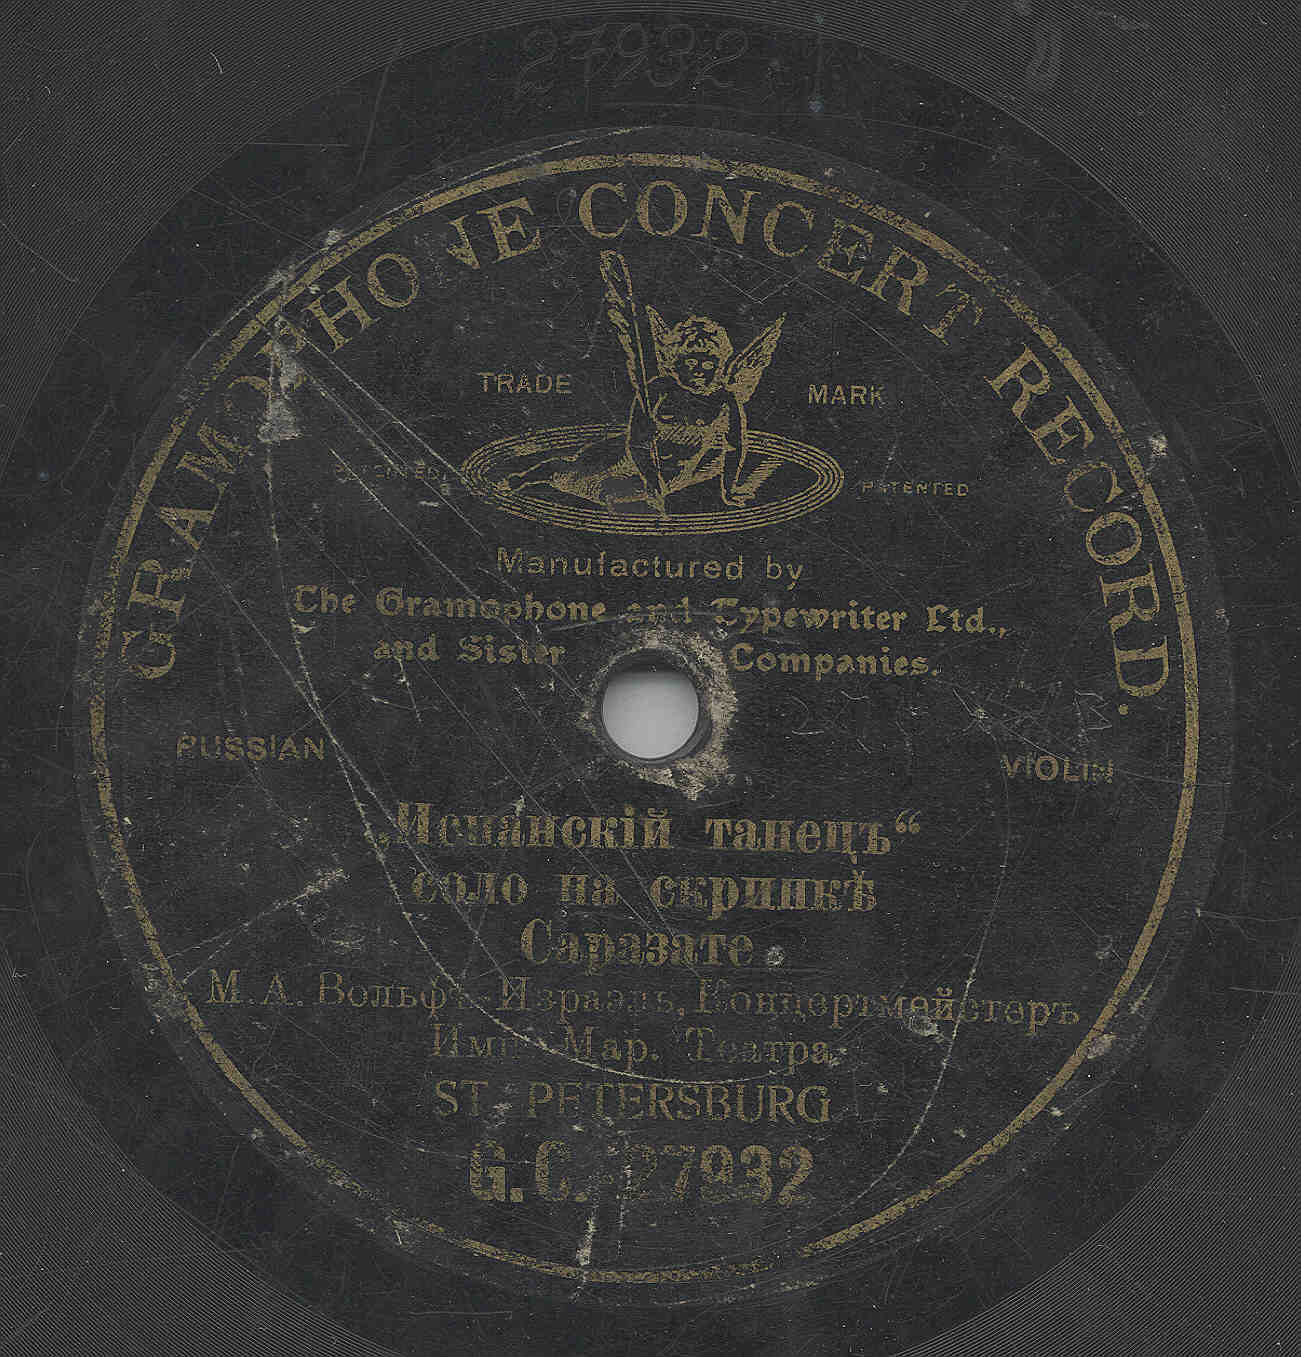 27932
GRAMOPHONE CONCERT RECORD.
TRADE MARK
PATENTED
Manufactured by
The Gramophone and Typewriter Ltd.,
and Sister Companies.
RUSSIAN VIOLIN
„Испанскій танецъ“
соло на скрипкѣ
Саразате.
М. А. Вольфъ-Израэль, Концертмейстеръ
Имп. Мар. Театра
ST. PETERSBURG
G.C.-27932